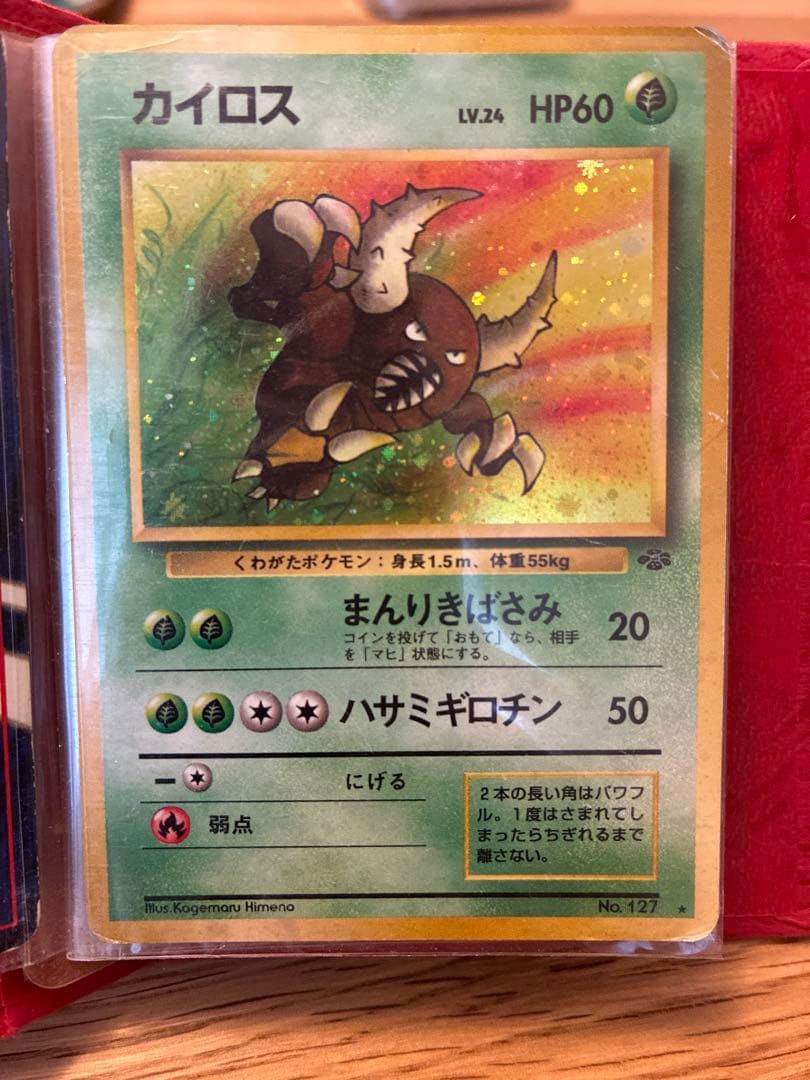 カイロス LV.24 HP60
くわがたポケモン：身長1.5m、体重55kg
まんりきばさみ 20
コインを投げて「おもて」なら、相手
を「マヒ」状態にする。
ハサミギロチン 50
ー にげる
弱点
2本の長い角はパワフ
ル。1度はさまれてし
まったらちぎれるまで
離さない。
Illus.Kagemaru Himeno No. 127 ★